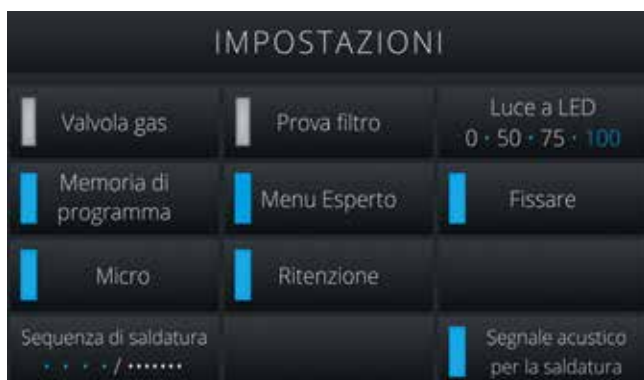 IMPOSTAZIONI
Valvola gas
Prova filtro
Luce a LED
0 · 50 · 75 · 100
Memoria di
programma
Menu Esperto
Fissare
Micro
Ritenzione
Sequenza di saldatura
· · · · / ·······
Segnale acustico
per la saldatura